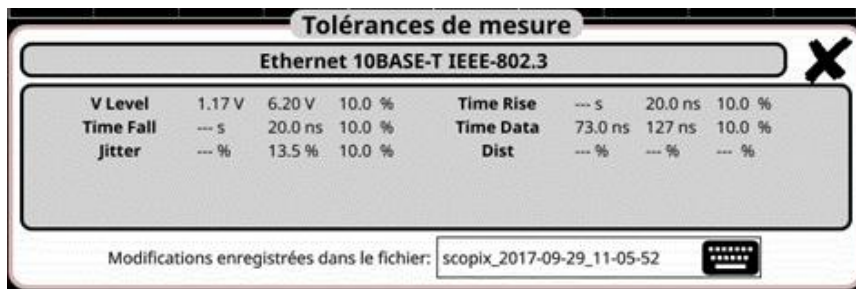 Tolérances de mesure
Ethernet 10BASE-T IEEE-802.3
V Level 1.17 V 6.20 V 10.0 % Time Rise --- s 20.0 ns 10.0 %
Time Fall --- s 20.0 ns 10.0 % Time Data 73.0 ns 127 ns 10.0 %
Jitter --- % 13.5 % 10.0 % Dist --- % --- % --- %
Modifications enregistrées dans le fichier: scopix_2017-09-29_11-05-52